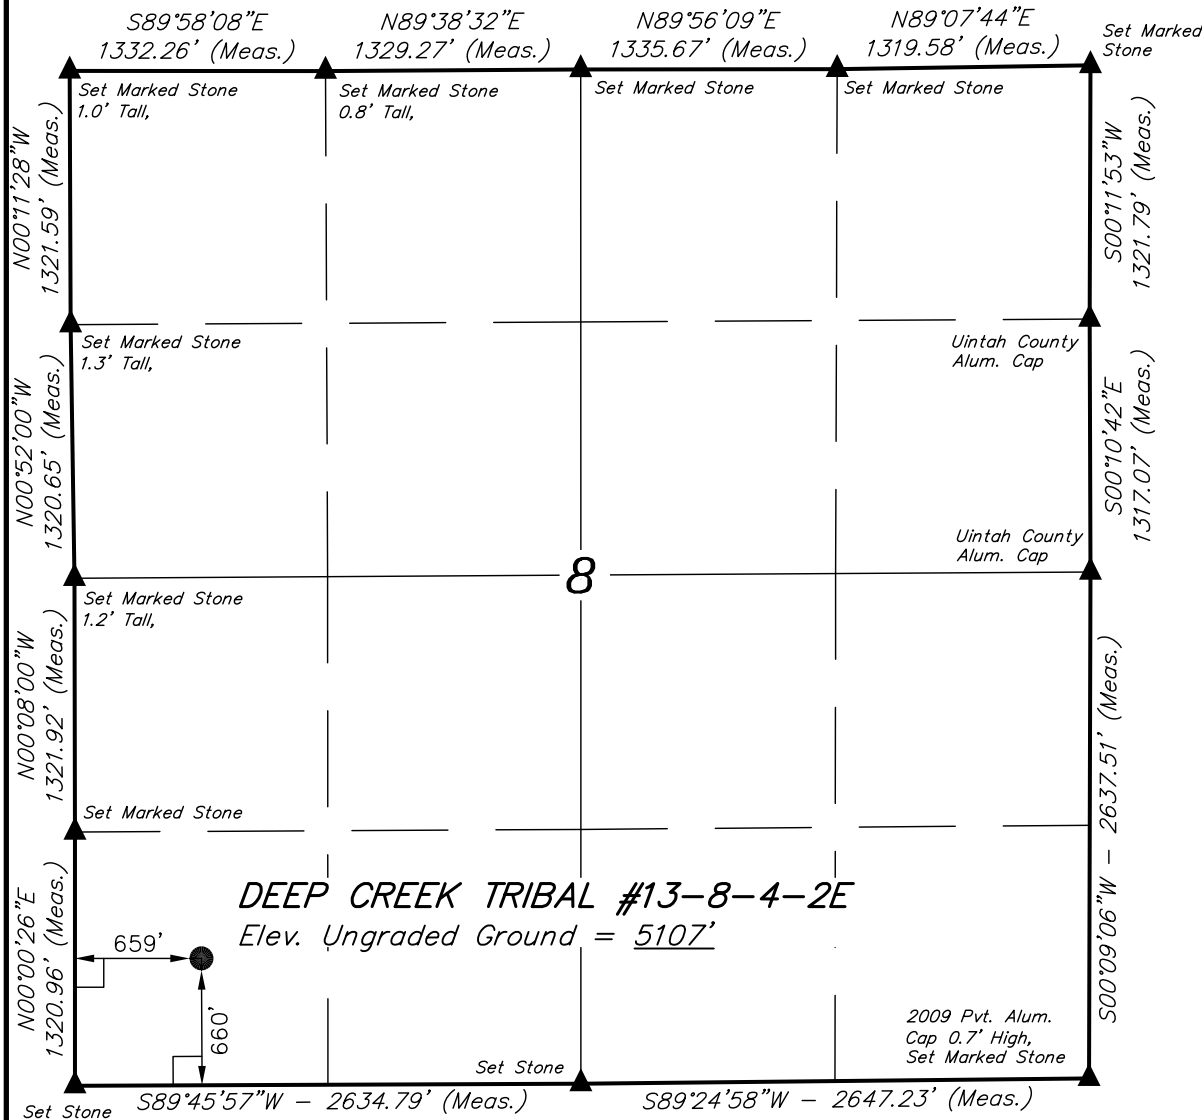 S89°58'08"E
1332.26' (Meas.)
N89°38'32"E
1329.27' (Meas.)
N89°56'09"E
1335.67' (Meas.)
N89°07'44"E
1319.58' (Meas.)
Set Marked
Stone
Set Marked Stone
1.0' Tall,
Set Marked Stone
0.8' Tall,
Set Marked Stone
Set Marked Stone
N00°11'28"W
1321.59' (Meas.)
S00°11'53"W
1321.79' (Meas.)
Set Marked Stone
1.3' Tall,
Uintah County
Alum. Cap
N00°52'00"W
1320.65' (Meas.)
S00°10'42"E
1317.07' (Meas.)
Uintah County
Alum. Cap
8
Set Marked Stone
1.2' Tall,
N00°08'00"W
1321.92' (Meas.)
S00°09'06"W – 2637.51' (Meas.)
Set Marked Stone
DEEP CREEK TRIBAL #13-8-4-2E
Elev. Ungraded Ground = 5107'
N00°00'26"E
1320.96' (Meas.)
659'
660'
2009 Pvt. Alum.
Cap 0.7' High,
Set Marked Stone
Set Stone
Set Stone
S89°45'57"W – 2634.79' (Meas.)
S89°24'58"W – 2647.23' (Meas.)